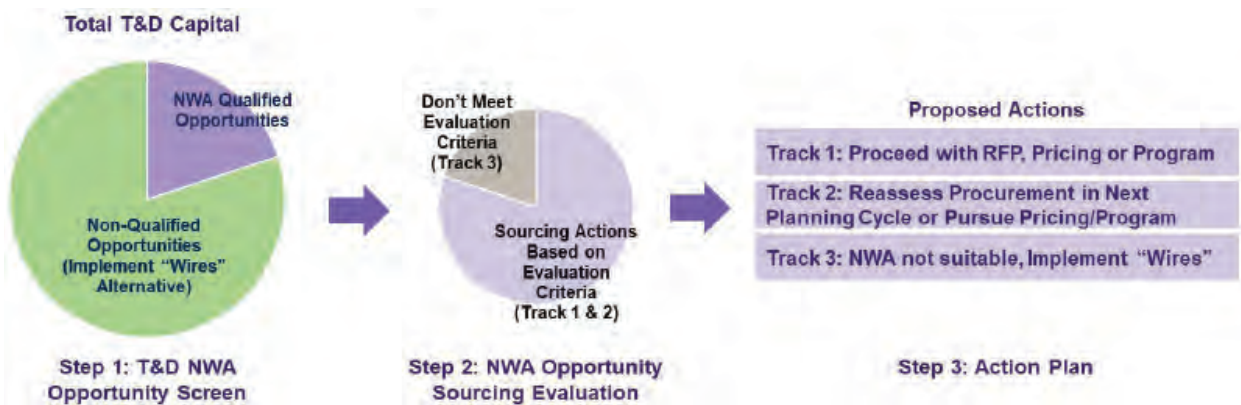 Total T&D Capital
NWA Qualified
Opportunities
Non-Qualified
Opportunities
(Implement “Wires”
Alternative)
Step 1: T&D NWA
Opportunity Screen
Don’t Meet
Evaluation
Criteria
(Track 3)
Sourcing Actions
Based on
Evaluation
Criteria
(Track 1 & 2)
Step 2: NWA Opportunity
Sourcing Evaluation
Proposed Actions
Track 1: Proceed with RFP, Pricing or Program
Track 2: Reassess Procurement in Next
Planning Cycle or Pursue Pricing/Program
Track 3: NWA not suitable, Implement “Wires”
Step 3: Action Plan